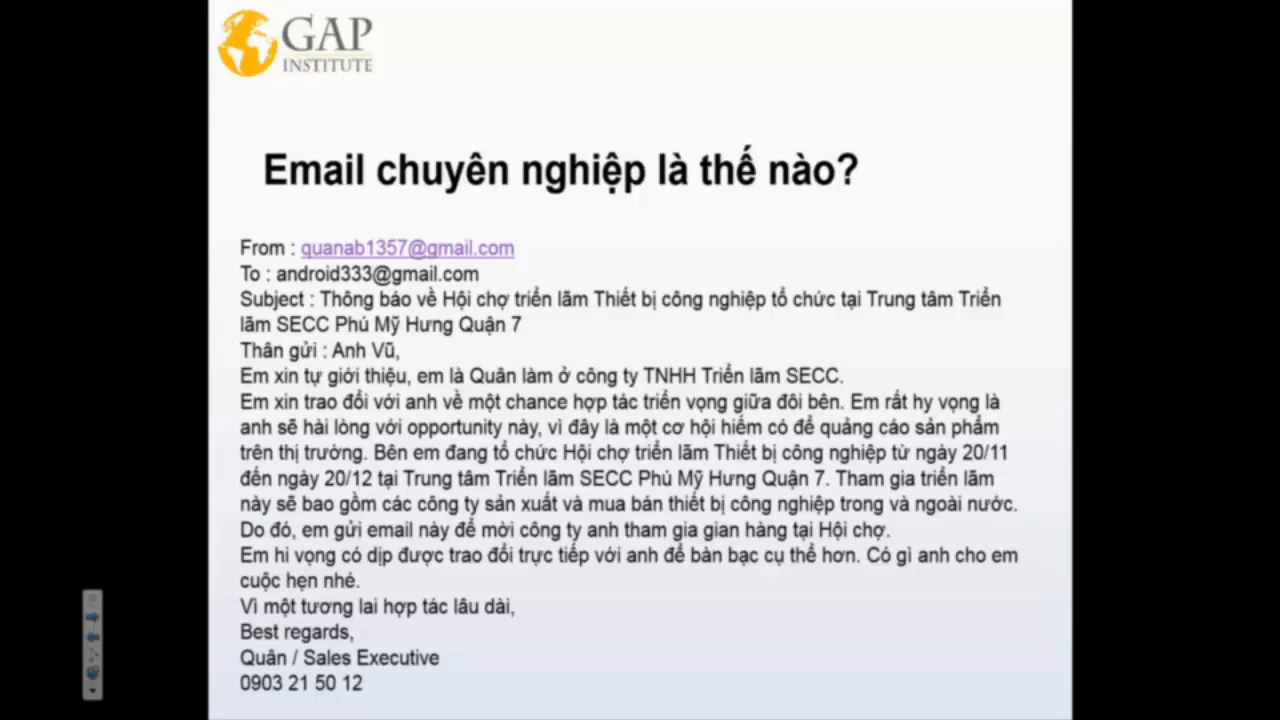 GAP
INSTITUTE
Email chuyên nghiệp là thế nào?
From : quanab1357@gmail.com
To : android333@gmail.com
Subject : Thông báo về Hội chợ triển lãm Thiết bị công nghiệp tổ chức tại Trung tâm Triển
lãm SECC Phú Mỹ Hưng Quận 7
Thân gửi : Anh Vũ,
Em xin tự giới thiệu, em là Quân làm ở công ty TNHH Triển lãm SECC.
Em xin trao đổi với anh về một chance hợp tác triển vọng giữa đôi bên. Em rất hy vọng là
anh sẽ hài lòng với opportunity này, vì đây là một cơ hội hiếm có để quảng cáo sản phẩm
trên thị trường. Bên em đang tổ chức Hội chợ triển lãm Thiết bị công nghiệp từ ngày 20/11
đến ngày 20/12 tại Trung tâm Triển lãm SECC Phú Mỹ Hưng Quận 7. Tham gia triển lãm
này sẽ bao gồm các công ty sản xuất và mua bán thiết bị công nghiệp trong và ngoài nước.
Do đó, em gửi email này để mời công ty anh tham gia gian hàng tại Hội chợ.
Em hi vọng có dịp được trao đổi trực tiếp với anh để bàn bạc cụ thể hơn. Có gì anh cho em
cuộc hẹn nhé.
Vì một tương lai hợp tác lâu dài,
Best regards,
Quân / Sales Executive
0903 21 50 12